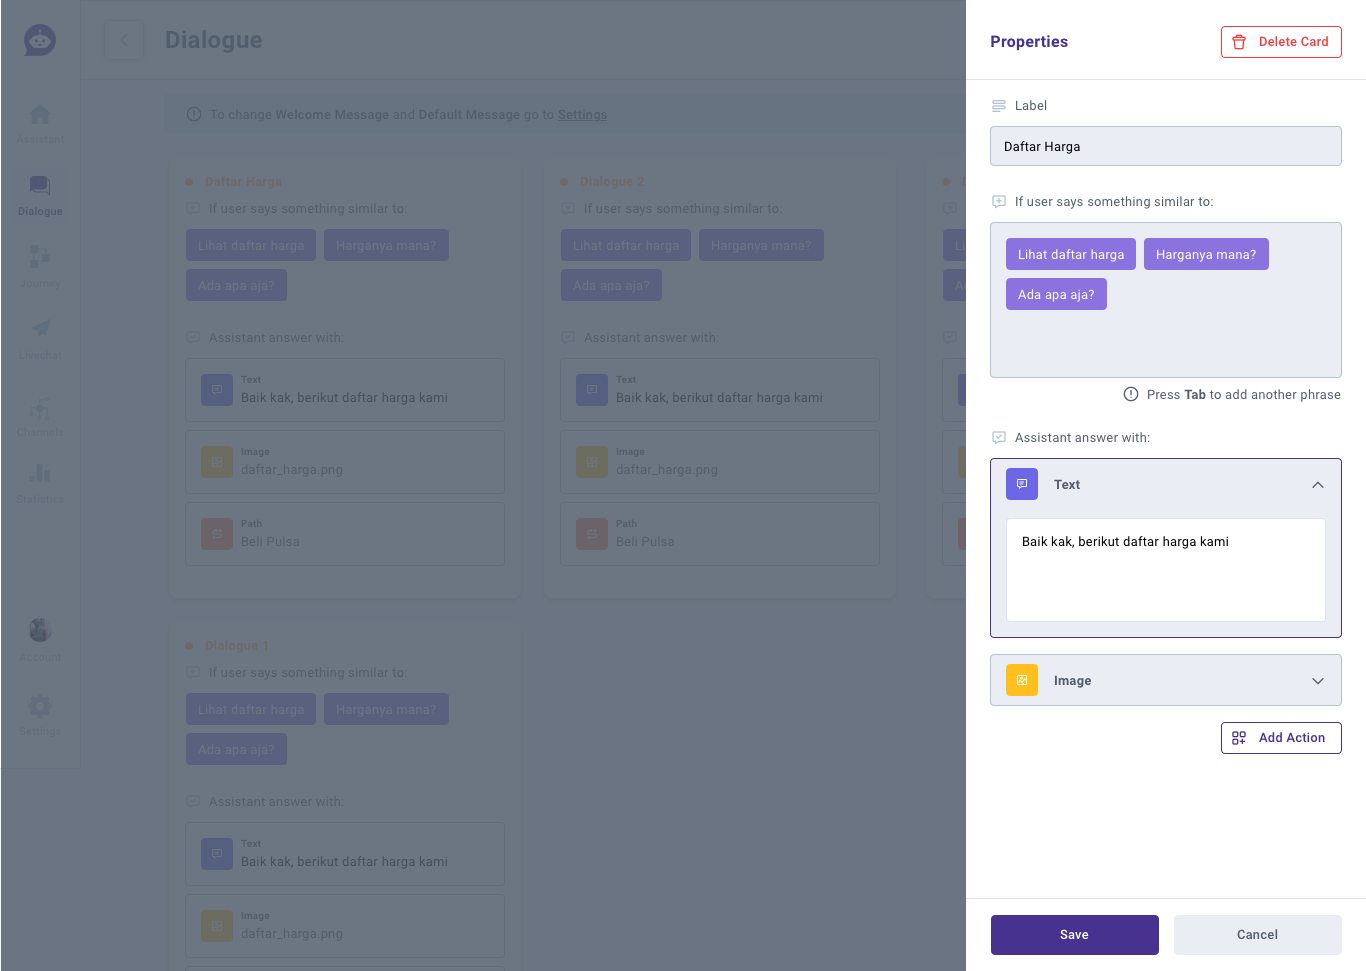 Assistant
Dialogue
Journey
Livechat
Channels
Statistics
Account
Settings
Dialogue
To change Welcome Message and Default Message go to Settings
Daftar Harga
If user says something similar to:
Lihat daftar harga
Harganya mana?
Ada apa aja?
Assistant answer with:
Text
Baik kak, berikut daftar harga kami
Image
daftar_harga.png
Path
Beli Pulsa
Dialogue 2
If user says something similar to:
Lihat daftar harga
Harganya mana?
Ada apa aja?
Assistant answer with:
Text
Baik kak, berikut daftar harga kami
Image
daftar_harga.png
Path
Beli Pulsa
Dialogue 1
If user says something similar to:
Lihat daftar harga
Harganya mana?
Ada apa aja?
Assistant answer with:
Text
Baik kak, berikut daftar harga kami
Image
daftar_harga.png
Properties
Delete Card
Label
Daftar Harga
If user says something similar to:
Lihat daftar harga
Harganya mana?
Ada apa aja?
Press Tab to add another phrase
Assistant answer with:
Text
Baik kak, berikut daftar harga kami
Image
Add Action
Save
Cancel